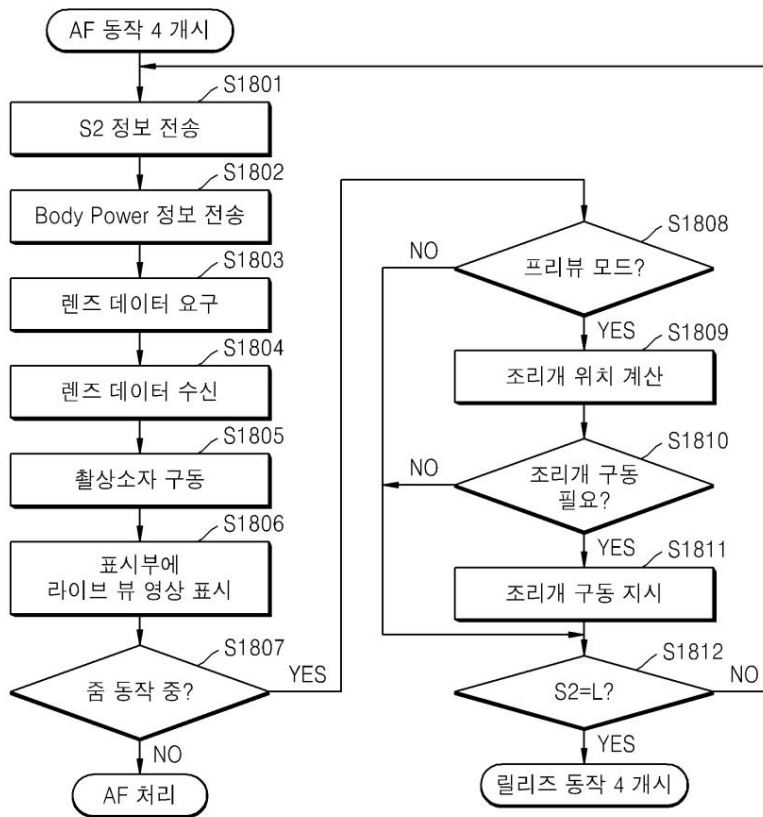 AF 동작 4 개시
S1801
S2 정보 전송
S1802
Body Power 정보 전송
S1803
렌즈 데이터 요구
S1804
렌즈 데이터 수신
S1805
촬상소자 구동
S1806
표시부에
라이브 뷰 영상 표시
S1807
줌 동작 중?
YES
NO
AF 처리
S1808
프리뷰 모드?
NO
YES
S1809
조리개 위치 계산
S1810
조리개 구동
필요?
NO
YES
S1811
조리개 구동 지시
S1812
S2=L?
NO
YES
릴리즈 동작 4 개시